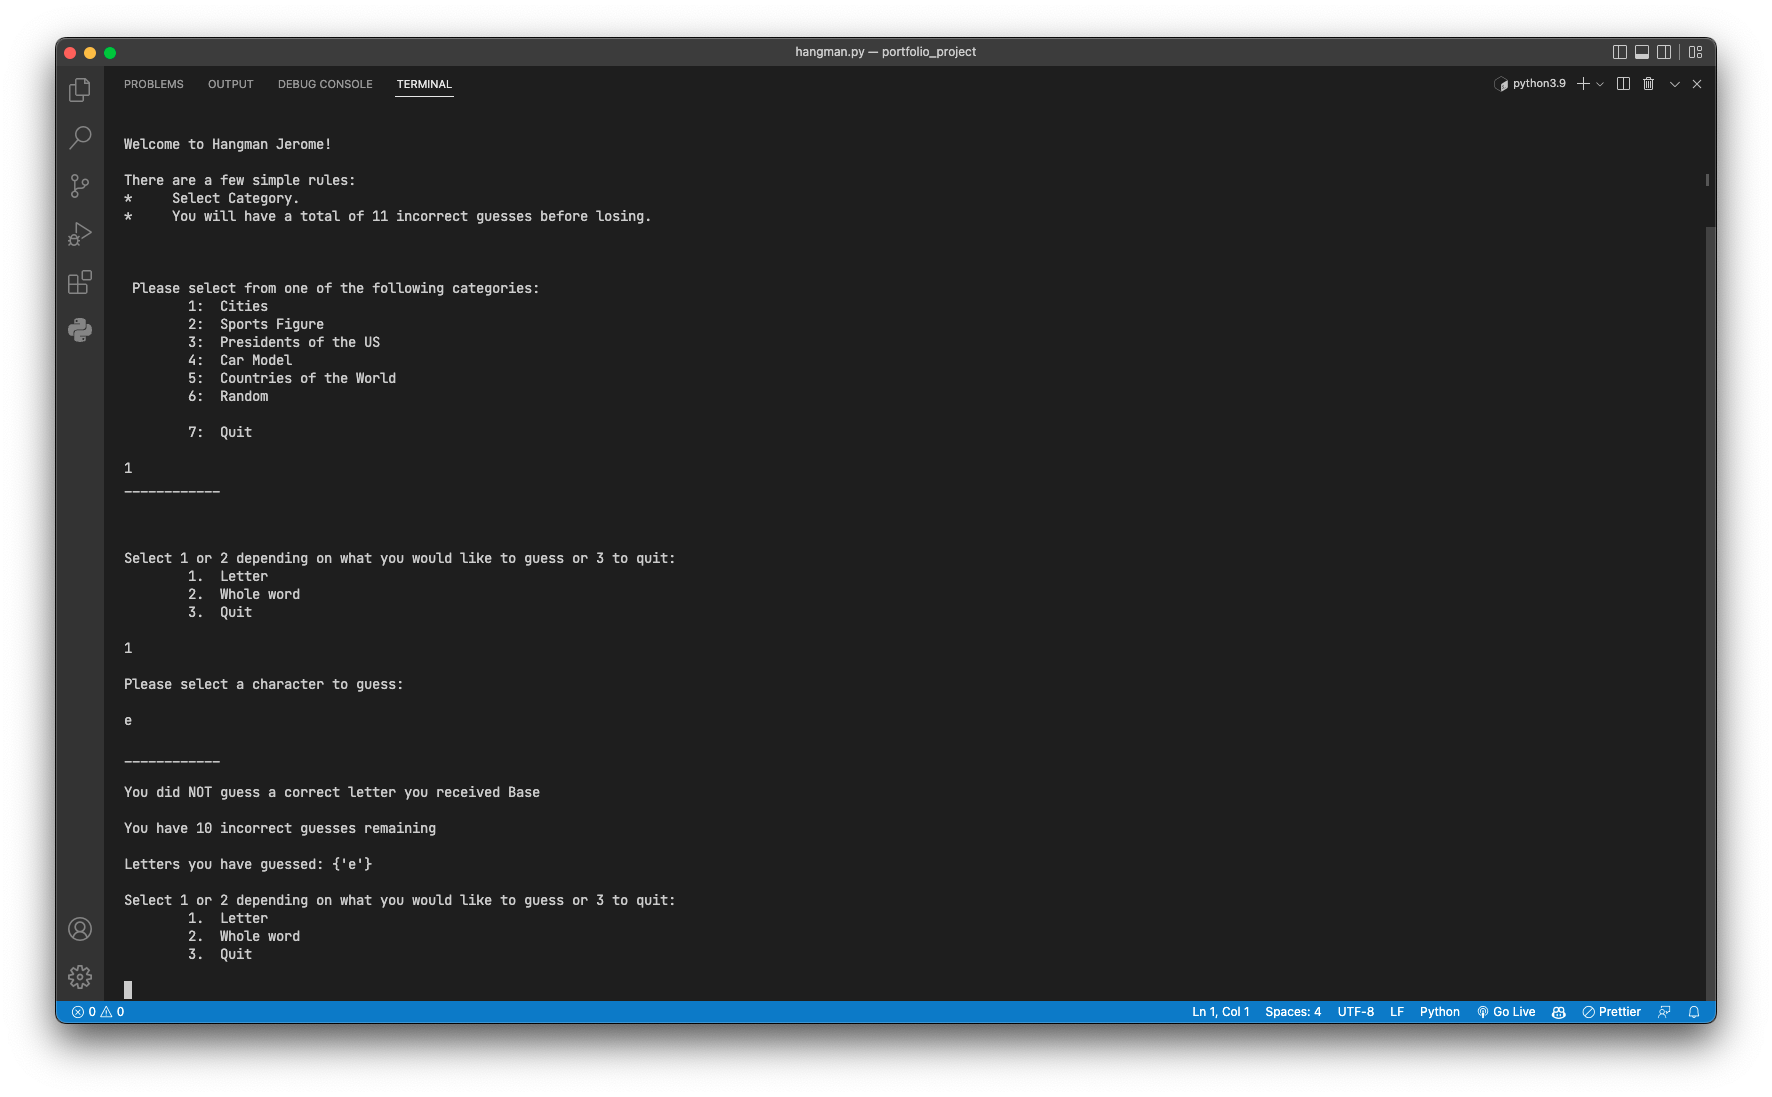 hangman.py — portfolio_project
PROBLEMS OUTPUT DEBUG CONSOLE TERMINAL python3.9
Welcome to Hangman Jerome!
There are a few simple rules:
* Select Category.
* You will have a total of 11 incorrect guesses before losing.
Please select from one of the following categories:
1: Cities
2: Sports Figure
3: Presidents of the US
4: Car Model
5: Countries of the World
6: Random
7: Quit
1
____________
Select 1 or 2 depending on what you would like to guess or 3 to quit:
1. Letter
2. Whole word
3. Quit
1
Please select a character to guess:
e
____________
You did NOT guess a correct letter you received Base
You have 10 incorrect guesses remaining
Letters you have guessed: {'e'}
Select 1 or 2 depending on what you would like to guess or 3 to quit:
1. Letter
2. Whole word
3. Quit
0 0 Ln 1, Col 1 Spaces: 4 UTF-8 LF Python Go Live Prettier